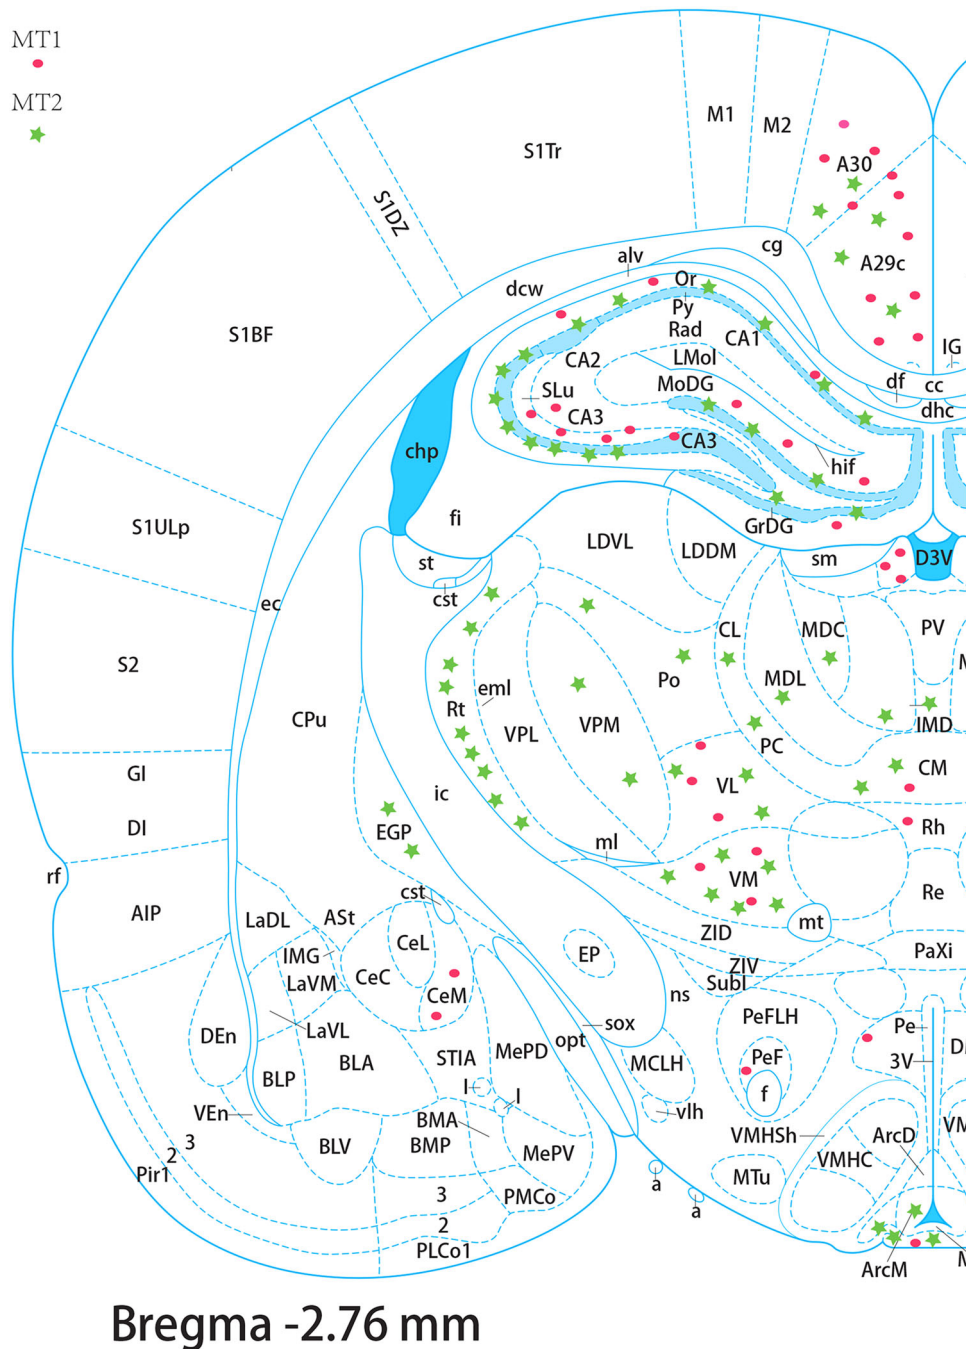 MT1
MT2
M1
M2
S1Tr
A30
S1DZ
cg
A29c
alv
Or
dcw
Py
Rad
CA1
S1BF
CA2
LMol
IG
MoDG
df
cc
SLu
dhc
CA3
CA3
chp
hif
fi
GrDG
S1ULp
LDVL
LDDM
sm
D3V
st
cst
ec
CL
MDC
PV
S2
Po
MDL
M
eml
Rt
CPu
VPL
VPM
IMD
PC
GI
CM
ic
VL
DI
EGP
Rh
ml
rf
VM
cst
Re
AIP
LaDL
ASt
mt
ZID
CeL
IMG
EP
PaXi
CeC
ZIV
LaVM
SubI
CeM
ns
PeFLH
Pe
sox
LaVL
DEn
opt
MePD
PeF
3V
D
STIA
BLA
MCLH
BLP
I
f
I
VEn
vlh
BMA
VMHSh
ArcD
VM
3
BLV
BMP
MePV
2
VMHC
Pir1
MTu
a
3
PMCo
a
2
PLCo1
M
ArcM
Bregma -2.76 mm